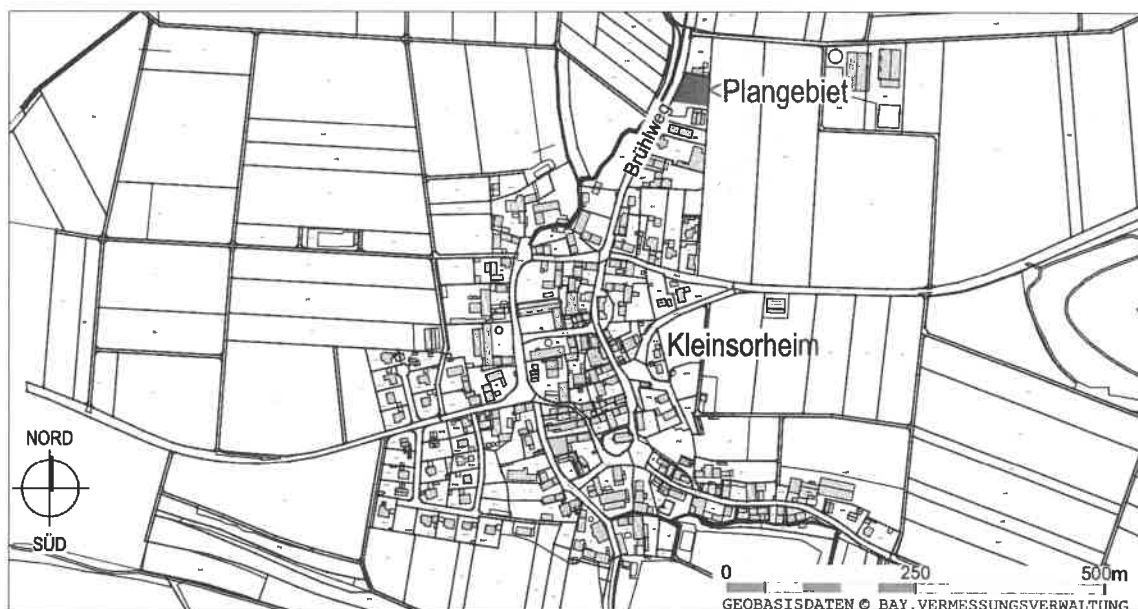 <Plangebiet
Brühlweg
Kleinsorheim
NORD
SÜD
0 250 500m
GEOBASISDATEN © BAY.VERMESSUNGSVERWALTUNG